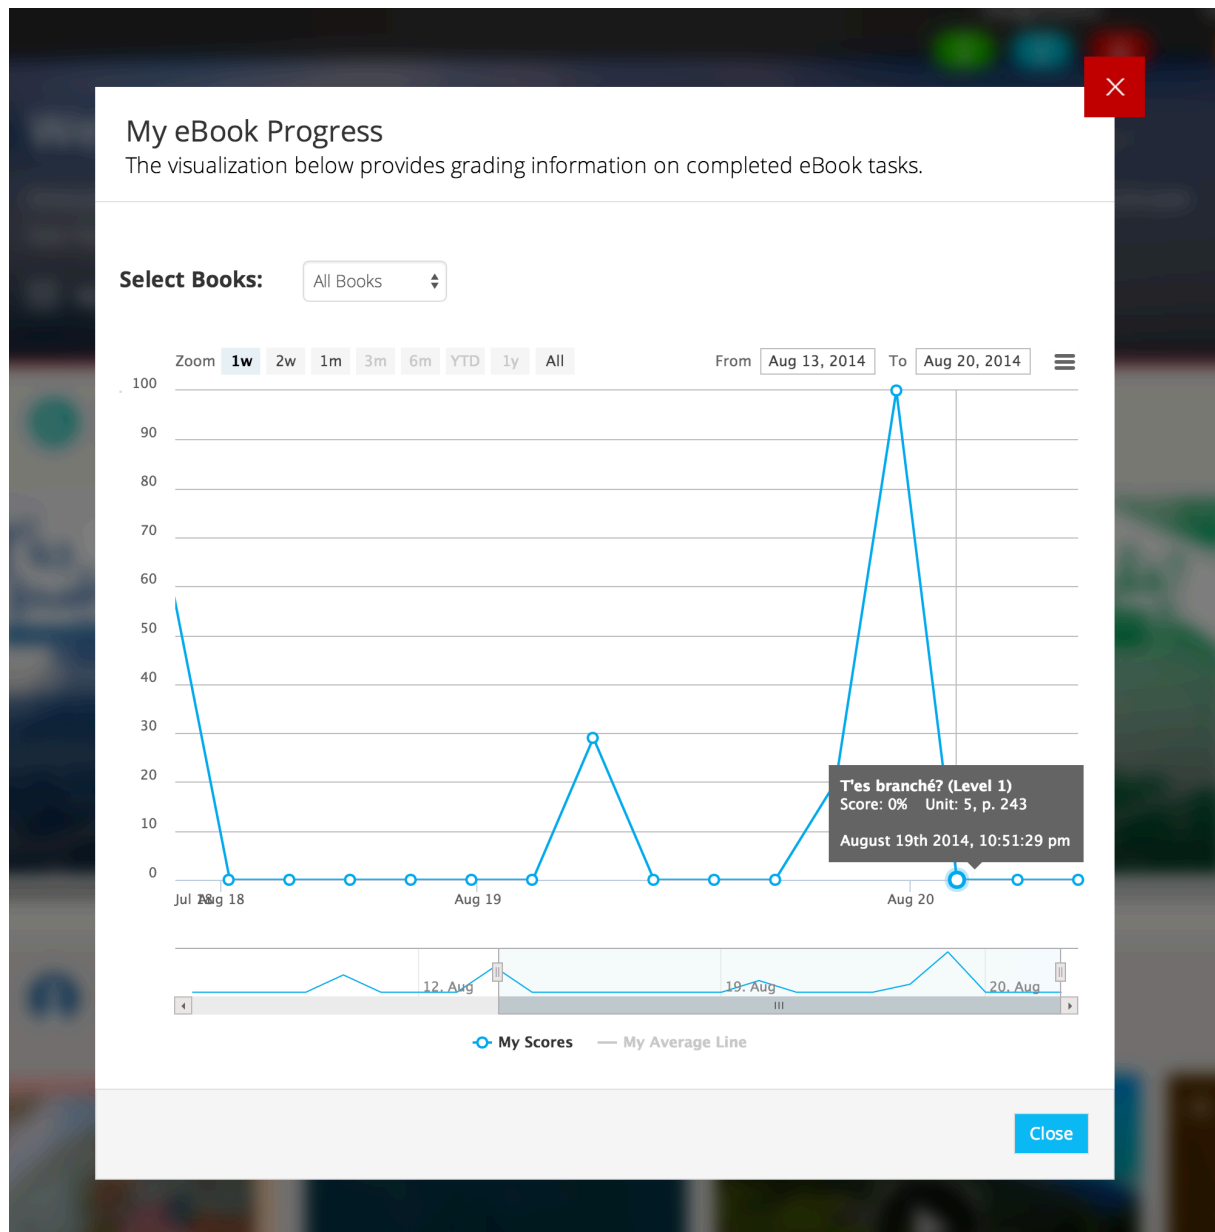 My eBook Progress
The visualization below provides grading information on completed eBook tasks.
Select Books: All Books
Zoom 1w 2w 1m 3m 6m YTD 1y All From Aug 13, 2014 To Aug 20, 2014
100
90
80
70
60
50
40
30
20
10
0
T'es branché? (Level 1)
Score: 0% Unit: 5, p. 243
August 19th 2014, 10:51:29 pm
Jul 18 Aug 18 Aug 19 Aug 20
12. Aug 19. Aug 20. Aug
My Scores My Average Line
Close